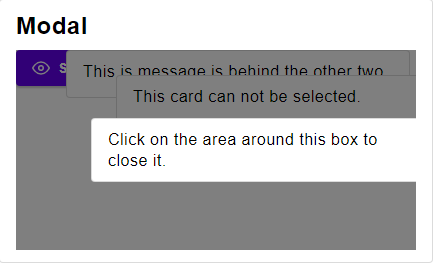 Modal
S
This is message is behind the other two
This card can not be selected.
Click on the area around this box to
close it.